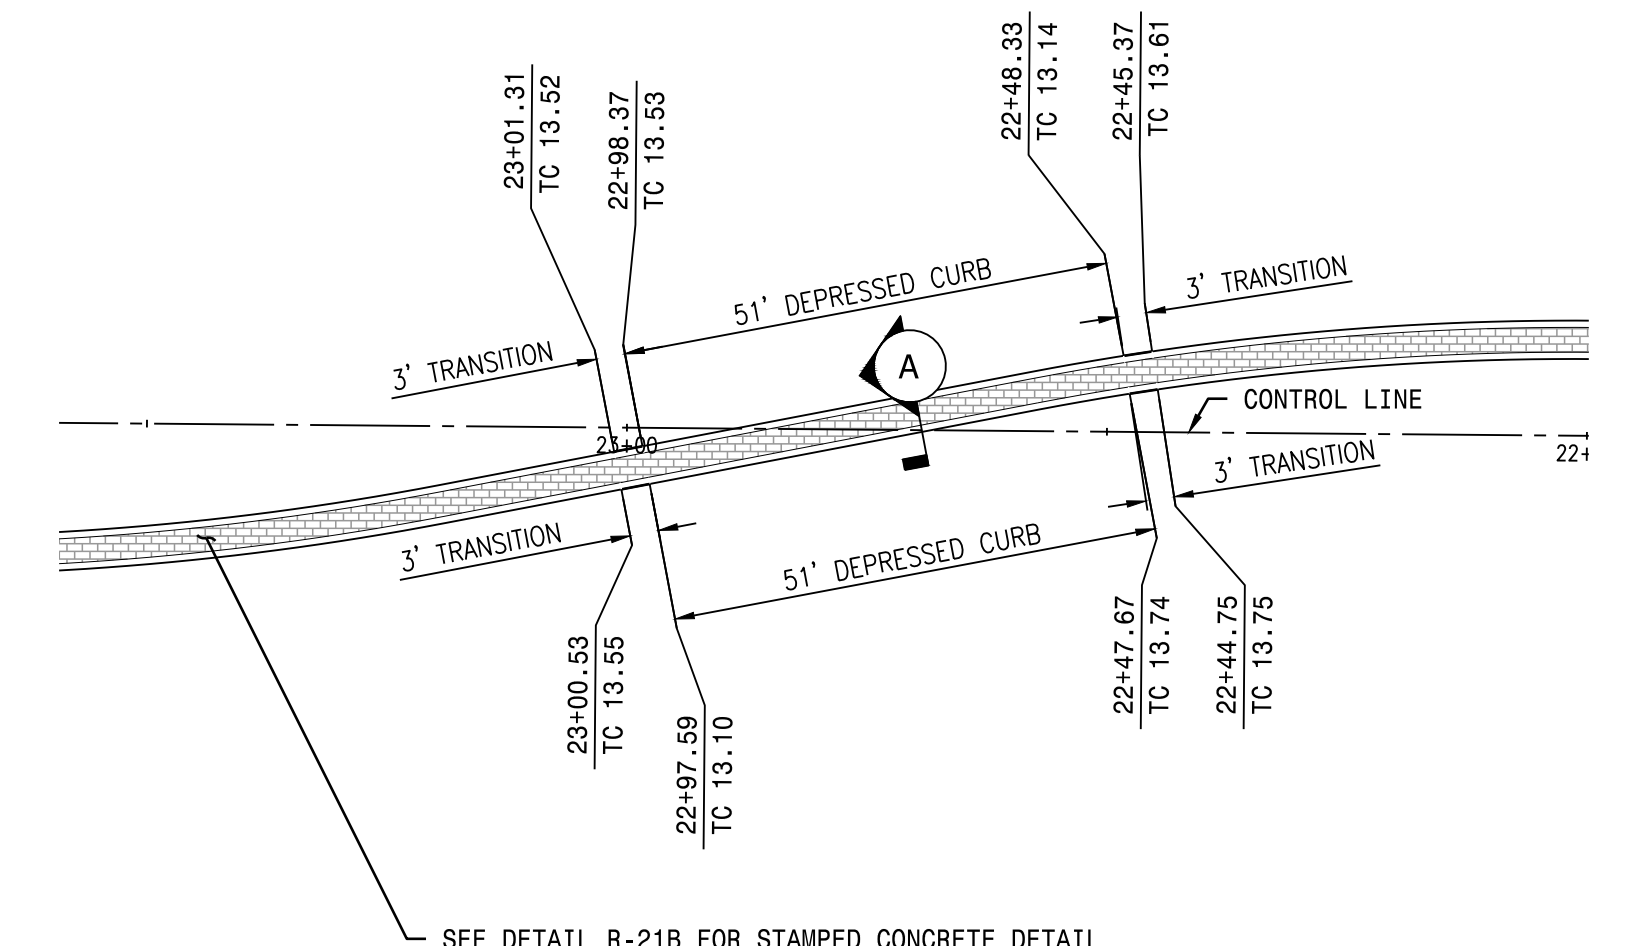 23+01.31
TC 13.52
22+98.37
TC 13.53
22+48.33
TC 13.14
22+45.37
TC 13.61
51' DEPRESSED CURB
3' TRANSITION
3' TRANSITION
A
CONTROL LINE
23+00
22+
3' TRANSITION
3' TRANSITION
51' DEPRESSED CURB
23+00.53
TC 13.55
22+97.59
TC 13.10
22+47.67
TC 13.74
22+44.75
TC 13.75
SEE DETAIL R-21B FOR STAMPED CONCRETE DETAIL